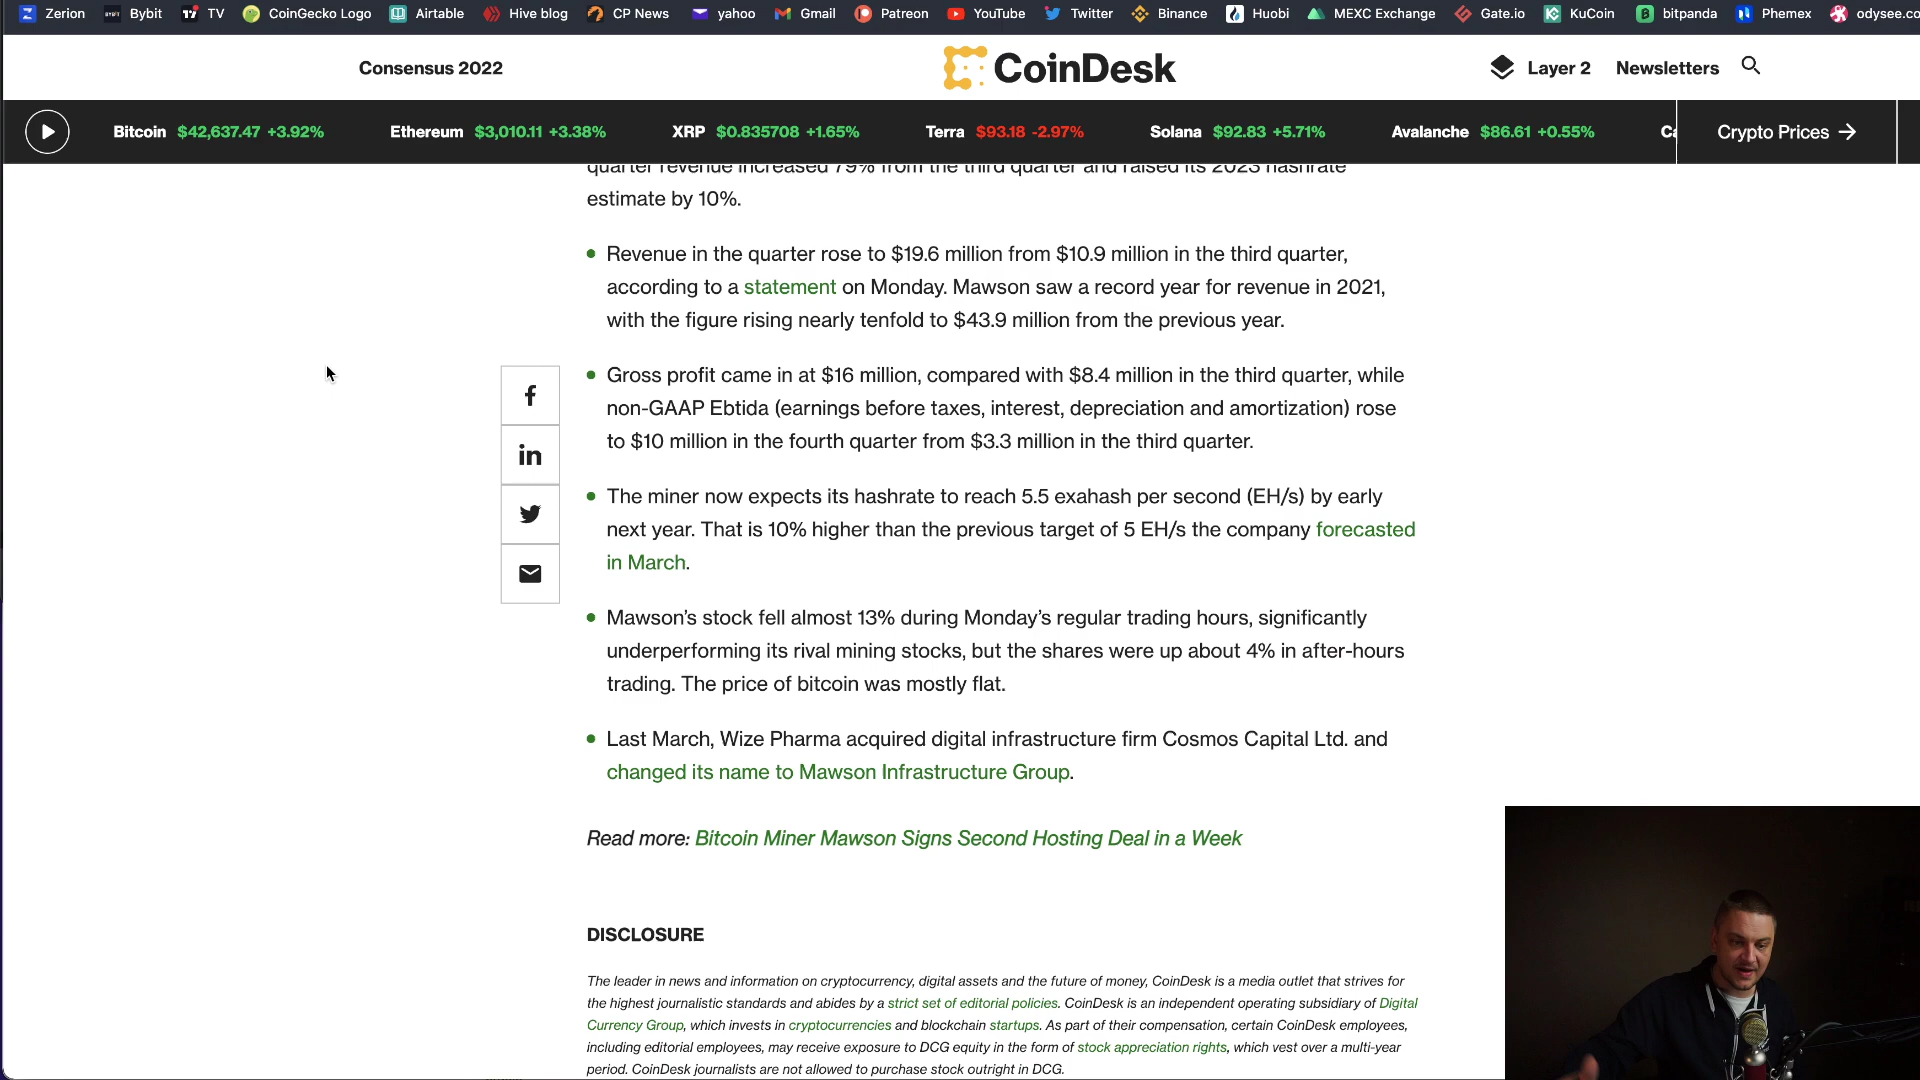 Zerion Bybit TV CoinGecko Logo Airtable Hive blog CP News yahoo Gmail Patreon YouTube Twitter Binance Huobi MEXC Exchange Gate.io KuCoin bitpanda Phemex odysee.co
Consensus 2022 CoinDesk Layer 2 Newsletters
Bitcoin $42,637.47 +3.92% Ethereum $3,010.11 +3.38% XRP $0.835708 +1.65% Terra $93.18 -2.97% Solana $92.83 +5.71% Avalanche $86.61 +0.55% Ca Crypto Prices →
quarter revenue increased 79% from the third quarter and raised its 2023 hashrate
estimate by 10%.
• Revenue in the quarter rose to $19.6 million from $10.9 million in the third quarter,
according to a statement on Monday. Mawson saw a record year for revenue in 2021,
with the figure rising nearly tenfold to $43.9 million from the previous year.
• Gross profit came in at $16 million, compared with $8.4 million in the third quarter, while
non-GAAP Ebtida (earnings before taxes, interest, depreciation and amortization) rose
to $10 million in the fourth quarter from $3.3 million in the third quarter.
• The miner now expects its hashrate to reach 5.5 exahash per second (EH/s) by early
next year. That is 10% higher than the previous target of 5 EH/s the company forecasted
in March.
• Mawson's stock fell almost 13% during Monday's regular trading hours, significantly
underperforming its rival mining stocks, but the shares were up about 4% in after-hours
trading. The price of bitcoin was mostly flat.
• Last March, Wize Pharma acquired digital infrastructure firm Cosmos Capital Ltd. and
changed its name to Mawson Infrastructure Group.
Read more: Bitcoin Miner Mawson Signs Second Hosting Deal in a Week
DISCLOSURE
The leader in news and information on cryptocurrency, digital assets and the future of money, CoinDesk is a media outlet that strives for
the highest journalistic standards and abides by a strict set of editorial policies. CoinDesk is an independent operating subsidiary of Digital
Currency Group, which invests in cryptocurrencies and blockchain startups. As part of their compensation, certain CoinDesk employees,
including editorial employees, may receive exposure to DCG equity in the form of stock appreciation rights, which vest over a multi-year
period. CoinDesk journalists are not allowed to purchase stock outright in DCG.